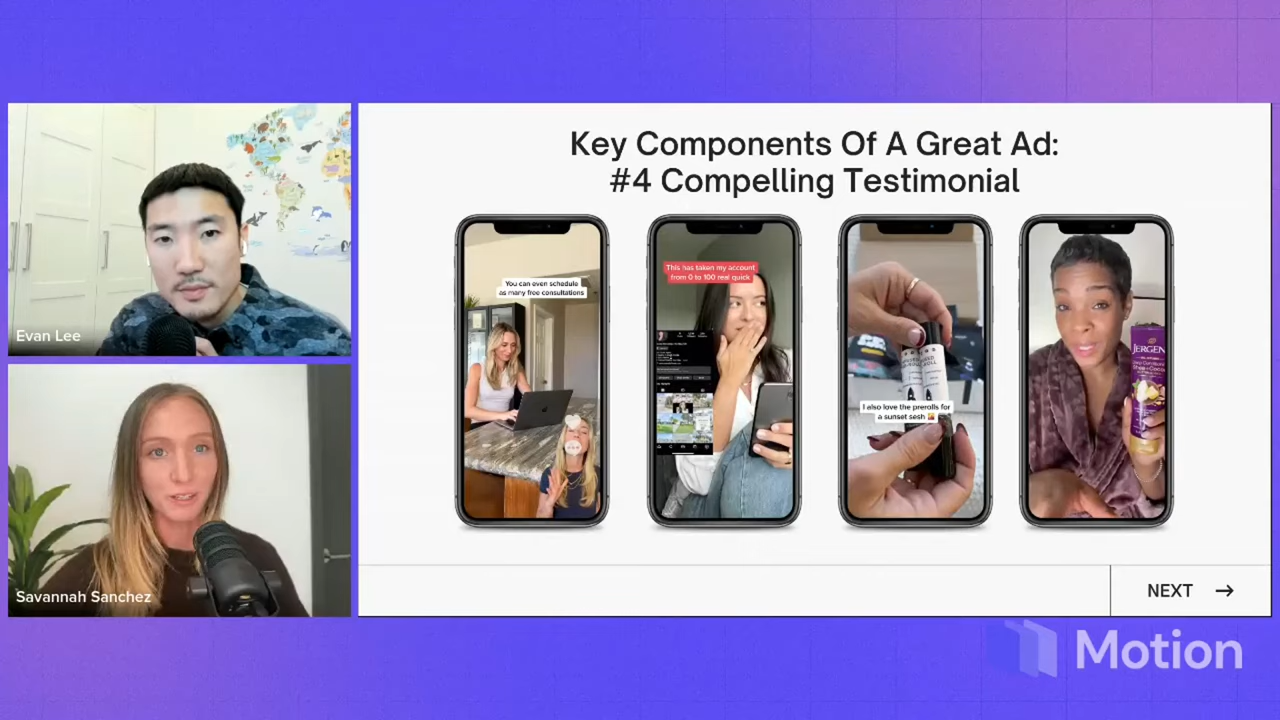 Key Components Of A Great Ad:
#4 Compelling Testimonial
Evan Lee
Savannah Sanchez
You can even schedule
as many free consultations
This has taken my account
from 0 to 100 real quick
I also love the prerolls for
a sunset sesh
JERGEN
NEXT →
Motion